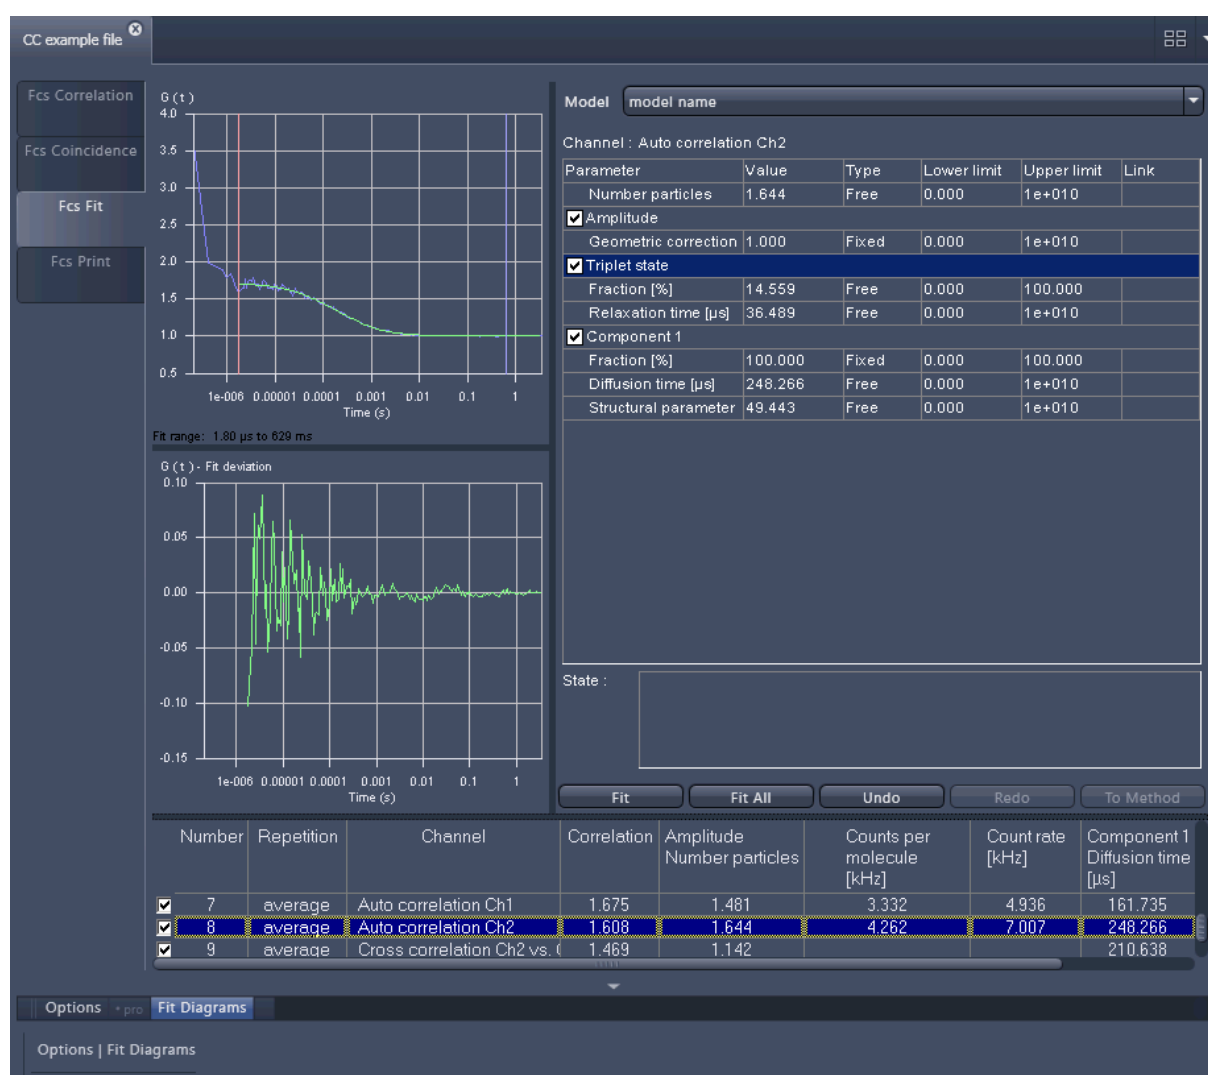 CC example file
Fcs Correlation
Fcs Coincidence
Fcs Fit
Fcs Print
G ( t )
4.0
3.5
3.0
2.5
2.0
1.5
1.0
0.5
1e-006 0.00001 0.0001 0.001 0.01 0.1 1
Time (s)
Fit range: 1.80 µs to 629 ms
G ( t ) - Fit deviation
0.10
0.05
0.00
-0.05
-0.10
-0.15
1e-006 0.00001 0.0001 0.001 0.01 0.1 1
Time (s)
Model model name
Channel : Auto correlation Ch2
Parameter Value Type Lower limit Upper limit Link
Number particles 1.644 Free 0.000 1e+010
Amplitude
Geometric correction 1.000 Fixed 0.000 1e+010
Triplet state
Fraction [%] 14.559 Free 0.000 100.000
Relaxation time [µs] 36.489 Free 0.000 1e+010
Component 1
Fraction [%] 100.000 Fixed 0.000 100.000
Diffusion time [µs] 248.266 Free 0.000 1e+010
Structural parameter 49.443 Free 0.000 1e+010
State :
Fit Fit All Undo Redo To Method
Number Repetition Channel Correlation Amplitude Counts per Count rate Component 1
Number particles molecule [kHz] Diffusion time
[kHz] [µs]
7 average Auto correlation Ch1 1.675 1.481 3.332 4.936 161.735
8 average Auto correlation Ch2 1.608 1.644 4.262 7.007 248.266
9 average Cross correlation Ch2 vs. 1.469 1.142 210.638
Options • pro Fit Diagrams
Options | Fit Diagrams